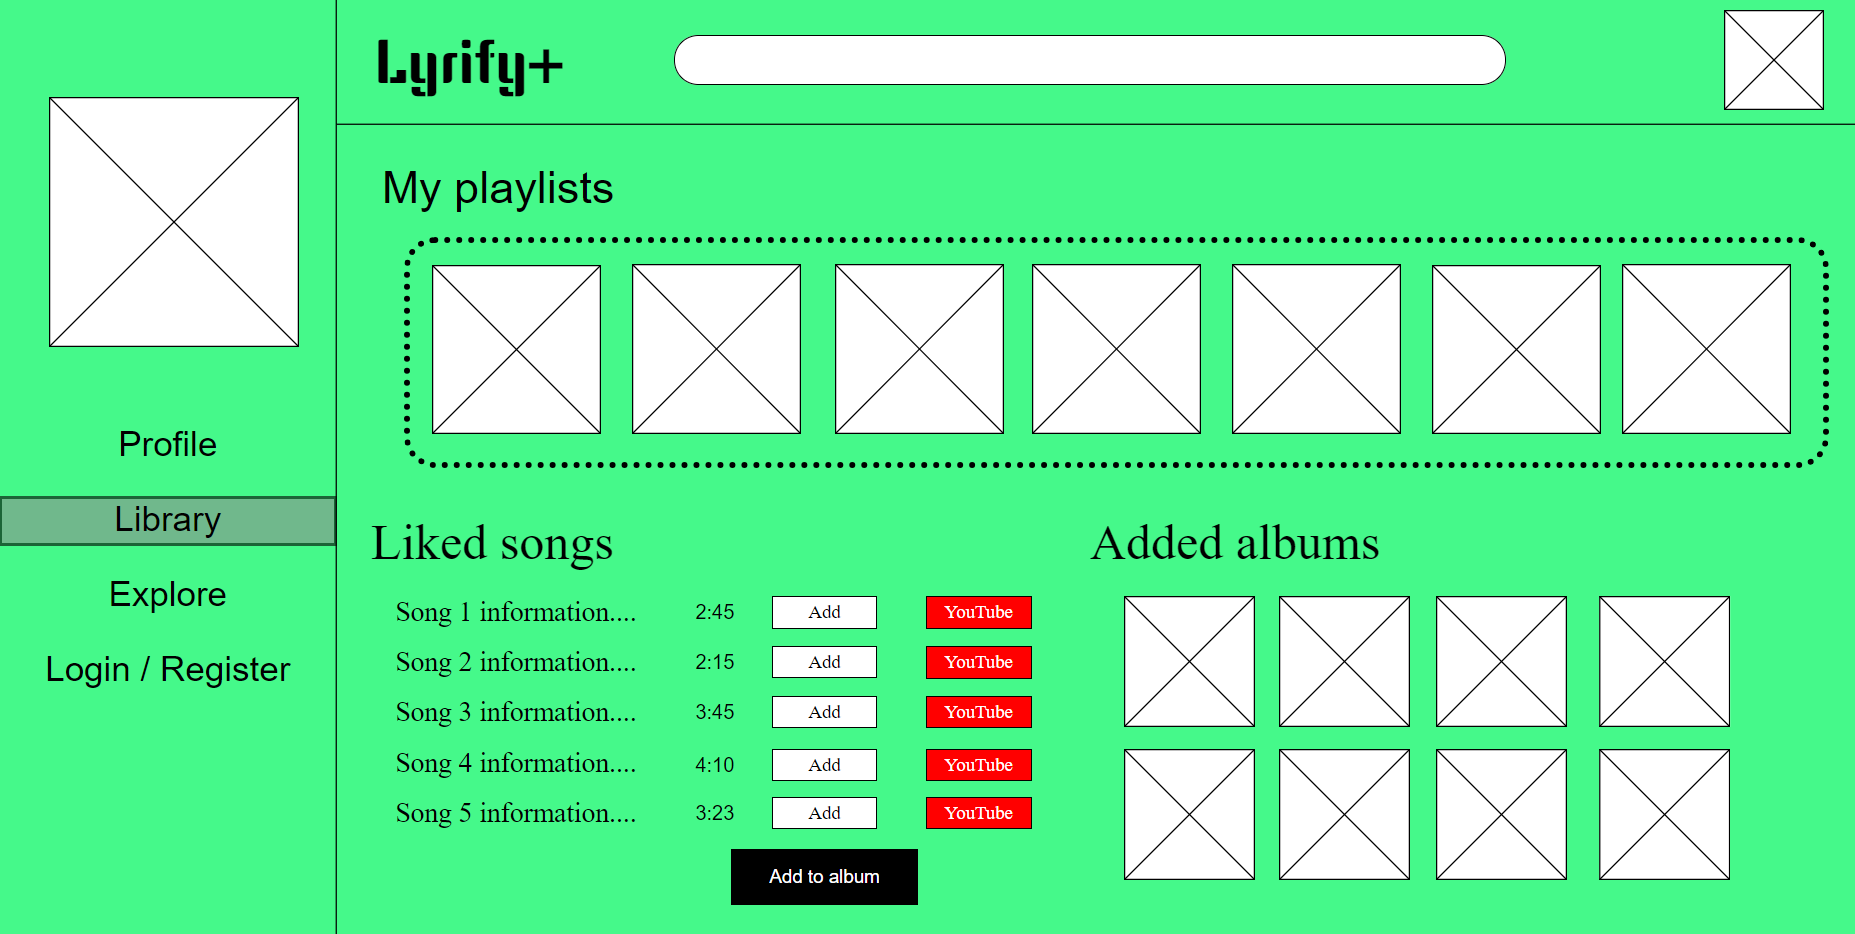 Lyrify+
Profile
Library
Explore
Login / Register
My playlists
Liked songs
Song 1 information.... 2:45 Add YouTube
Song 2 information.... 2:15 Add YouTube
Song 3 information.... 3:45 Add YouTube
Song 4 information.... 4:10 Add YouTube
Song 5 information.... 3:23 Add YouTube
Add to album
Added albums